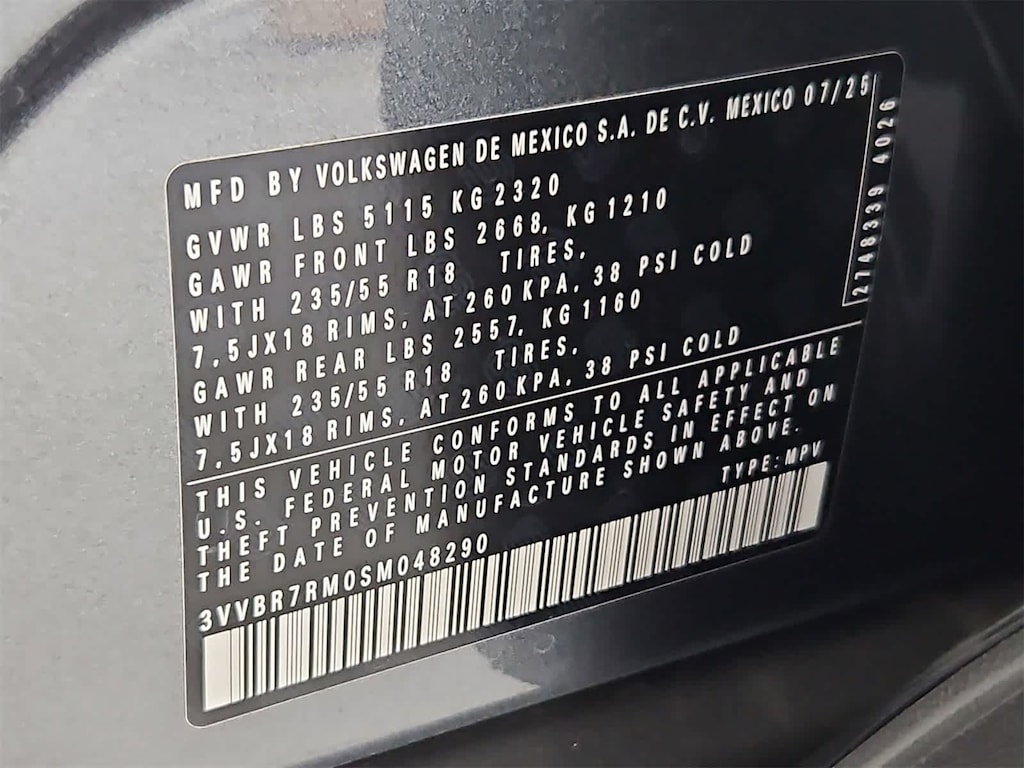 MFD BY VOLKSWAGEN DE MEXICO S.A. DE C.V. MEXICO 07/25
GVWR LBS 5115 KG 2320
GAWR FRONT LBS 2668, KG 1210
WITH 235/55 R18 TIRES,
7,5JX18 RIMS, AT 260 KPA, 38 PSI COLD
GAWR REAR LBS 2557, KG 1160
WITH 235/55 R18 TIRES,
7,5JX18 RIMS, AT 260 KPA, 38 PSI COLD
2748339 4026
THIS VEHICLE CONFORMS TO ALL APPLICABLE
U.S. FEDERAL MOTOR VEHICLE SAFETY AND
THEFT PREVENTION STANDARDS IN EFFECT ON
THE DATE OF MANUFACTURE SHOWN ABOVE.
3VVBR7RM0SM048290 TYPE: MPV